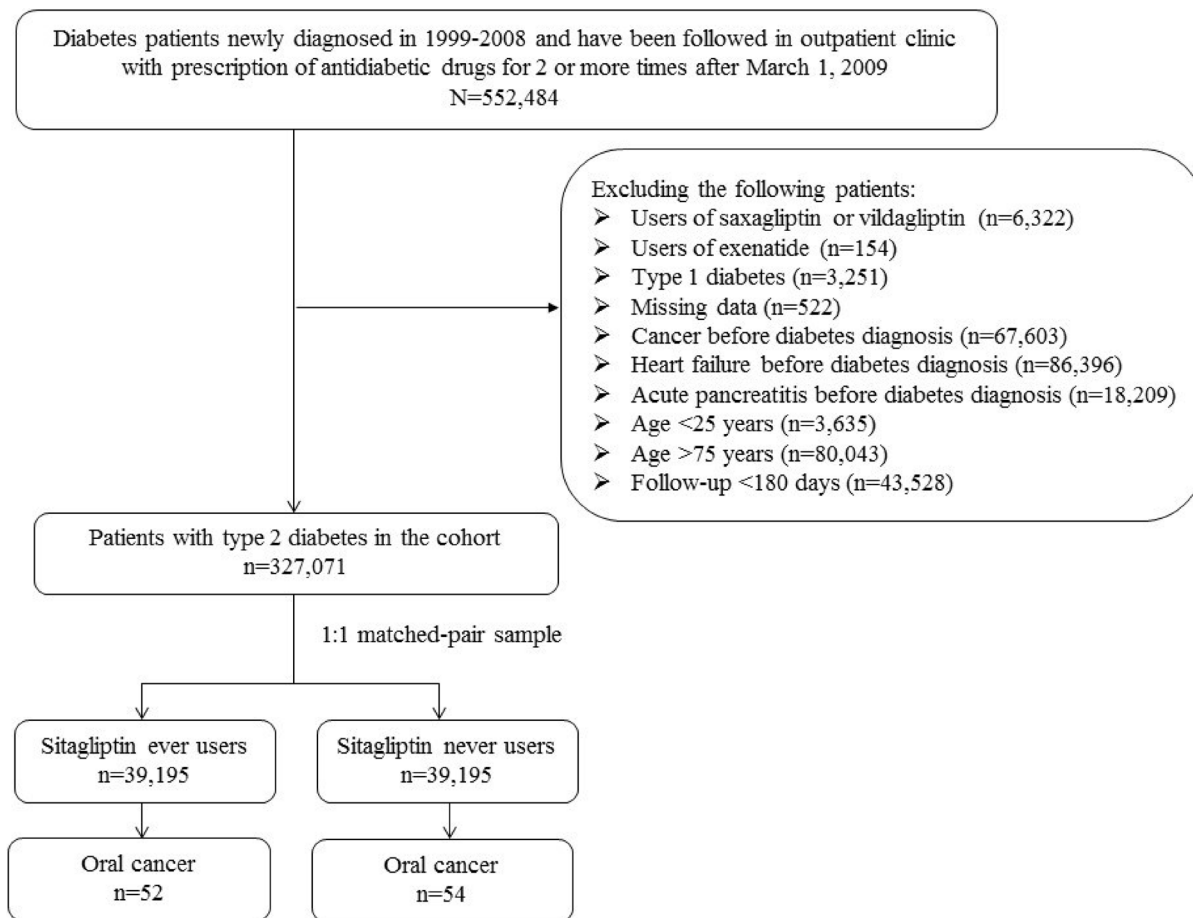 Diabetes patients newly diagnosed in 1999-2008 and have been followed in outpatient clinic
with prescription of antidiabetic drugs for 2 or more times after March 1, 2009
N=552,484
Excluding the following patients:
➢ Users of saxagliptin or vildagliptin (n=6,322)
➢ Users of exenatide (n=154)
➢ Type 1 diabetes (n=3,251)
➢ Missing data (n=522)
➢ Cancer before diabetes diagnosis (n=67,603)
➢ Heart failure before diabetes diagnosis (n=86,396)
➢ Acute pancreatitis before diabetes diagnosis (n=18,209)
➢ Age <25 years (n=3,635)
➢ Age >75 years (n=80,043)
➢ Follow-up <180 days (n=43,528)
Patients with type 2 diabetes in the cohort
n=327,071
1:1 matched-pair sample
Sitagliptin ever users
n=39,195
Sitagliptin never users
n=39,195
Oral cancer
n=52
Oral cancer
n=54